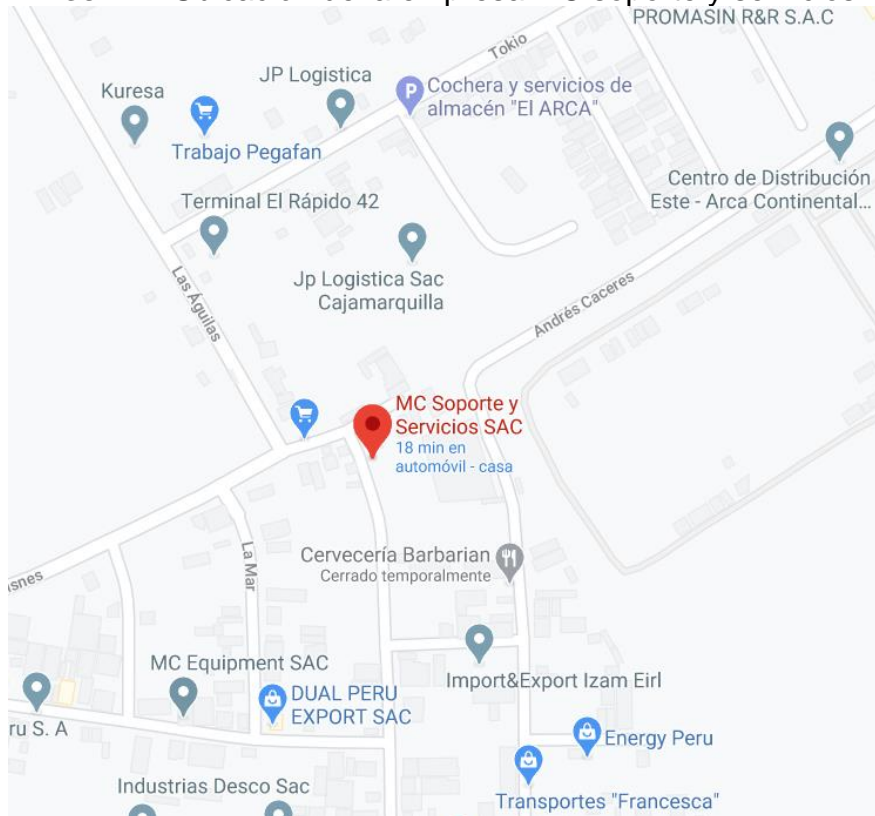 PROMASIN R&R S.A.C
Tokio
JP Logistica
Kuresa
Cochera y servicios de
almacén "El ARCA"
Trabajo Pegafan
Centro de Distribución
Este - Arca Continental...
Terminal El Rápido 42
Jp Logistica Sac
Cajamarquilla
Las Águilas
Andrés Caceres
MC Soporte y
Servicios SAC
18 min en
automóvil - casa
Cervecería Barbarian
Cerrado temporalmente
La Mar
isnes
MC Equipment SAC
Import&Export Izam Eirl
DUAL PERU
EXPORT SAC
ru S. A
Energy Peru
Industrias Desco Sac
Transportes "Francesca"